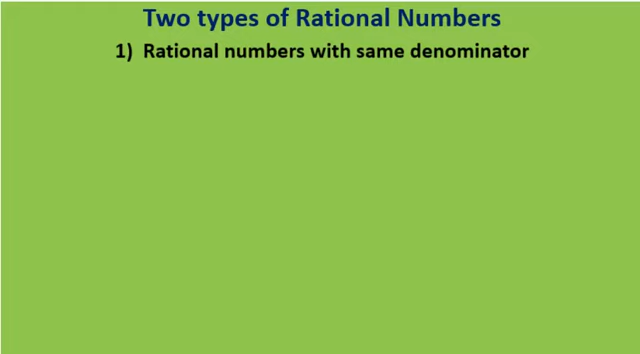 Two types of Rational Numbers
1) Rational numbers with same denominator